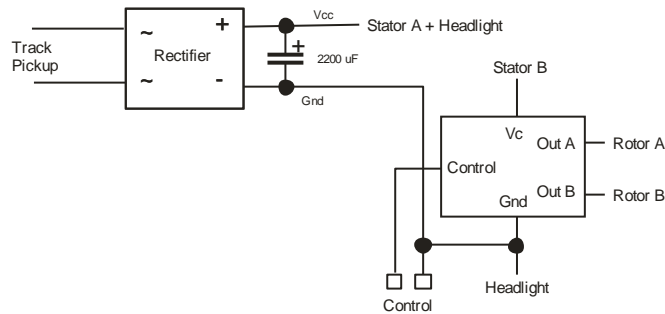 Track
Pickup
~
~
Rectifier
+
-
Vcc
Stator A + Headlight
+
2200 uF
Gnd
Stator B
Vc
Out A
Rotor A
Control
Out B
Rotor B
Gnd
Headlight
Control